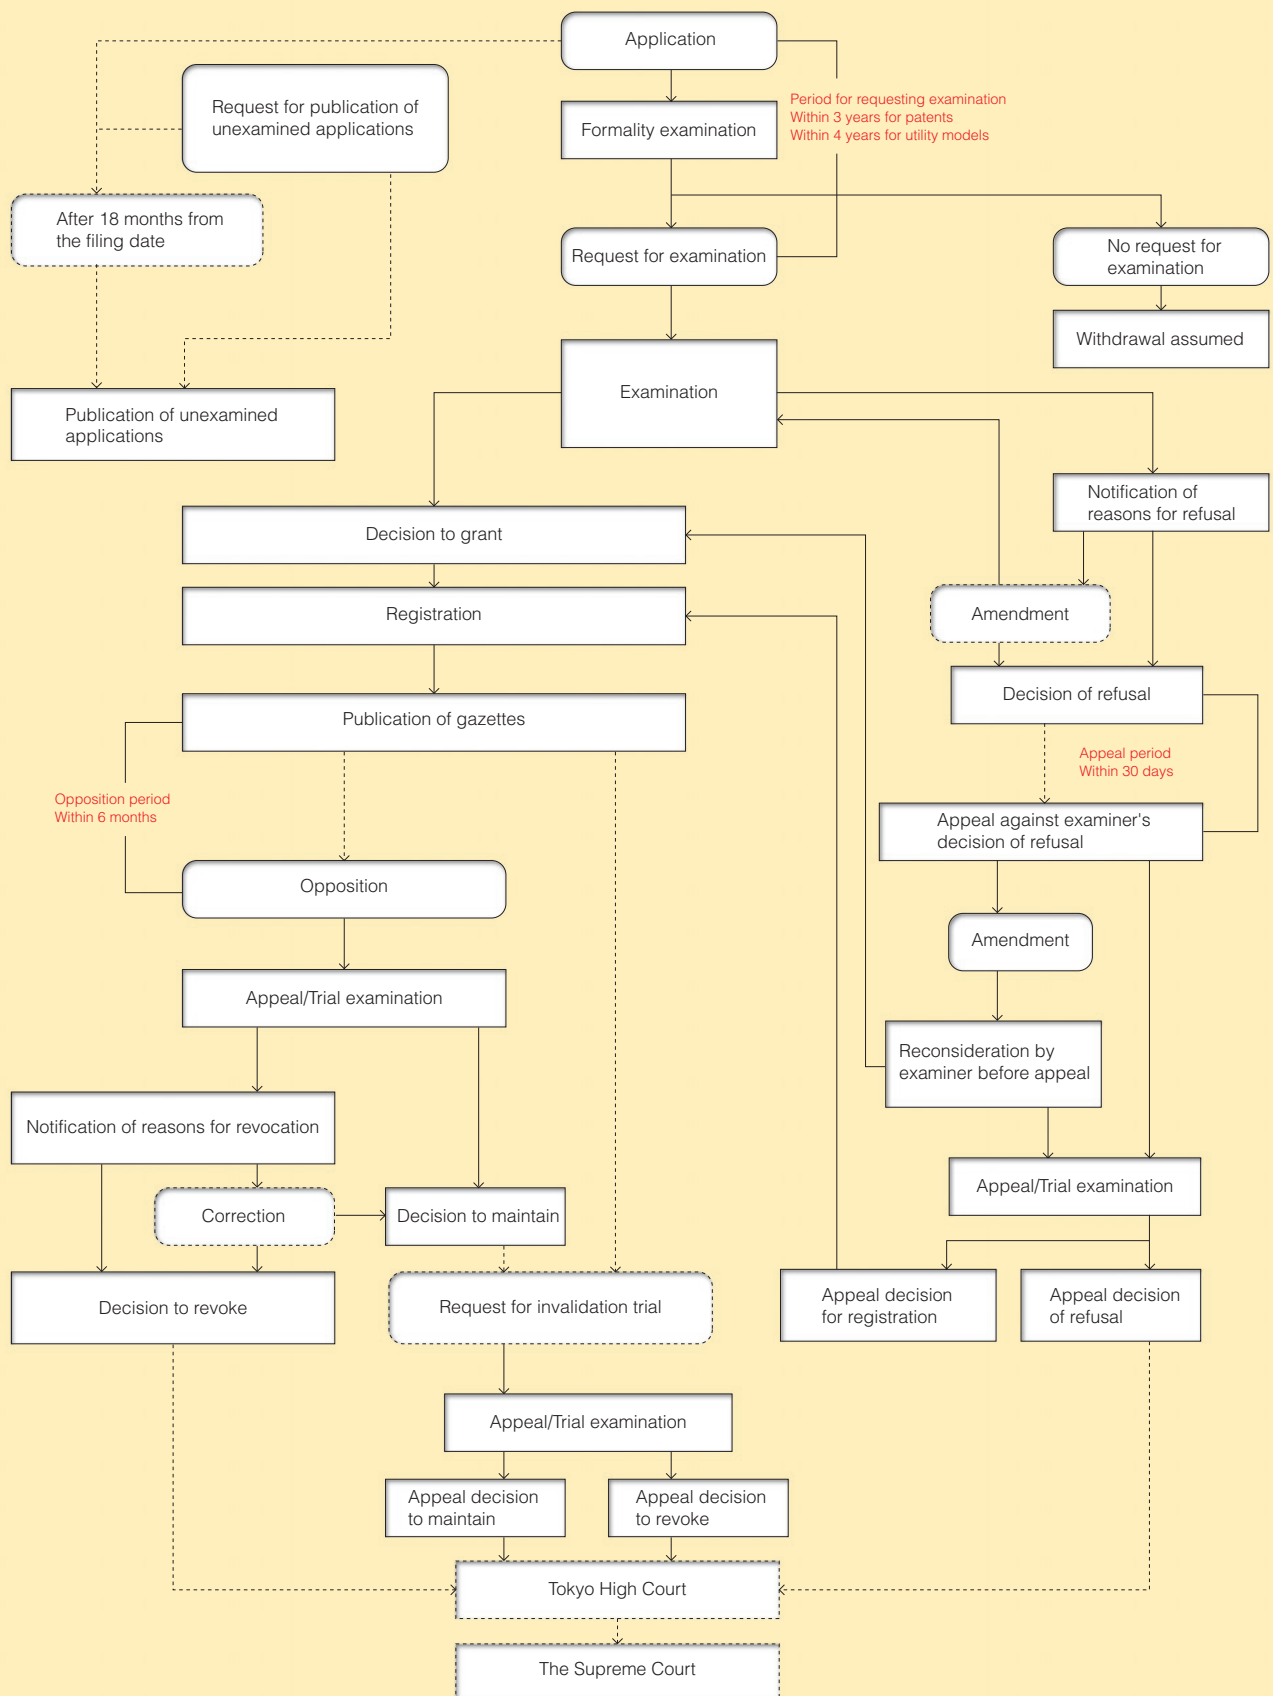 Application
Request for publication of
unexamined applications
Period for requesting examination
Within 3 years for patents
Within 4 years for utility models
Formality examination
After 18 months from
the filing date
Request for examination
No request for
examination
Withdrawal assumed
Examination
Publication of unexamined
applications
Notification of
reasons for refusal
Decision to grant
Amendment
Registration
Decision of refusal
Publication of gazettes
Appeal period
Within 30 days
Opposition period
Within 6 months
Appeal against examiner's
decision of refusal
Opposition
Amendment
Appeal/Trial examination
Reconsideration by
examiner before appeal
Notification of reasons for revocation
Appeal/Trial examination
Correction
Decision to maintain
Decision to revoke
Request for invalidation trial
Appeal decision
for registration
Appeal decision
of refusal
Appeal/Trial examination
Appeal decision
to maintain
Appeal decision
to revoke
Tokyo High Court
The Supreme Court